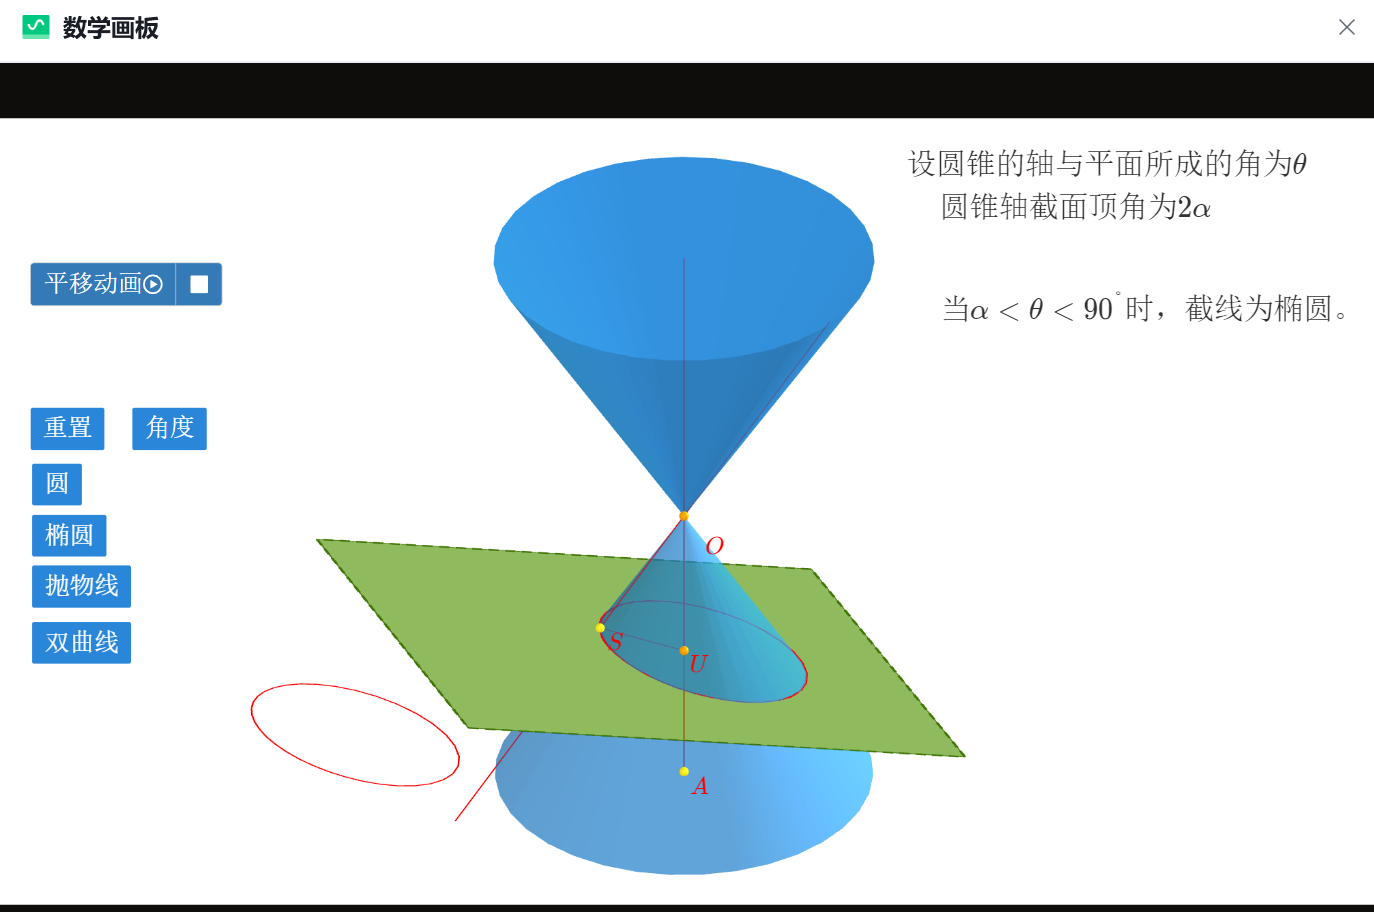 数学画板
设圆锥的轴与平面所成的角为θ
圆锥轴截面顶角为2α
平移动画
当α < θ < 90°时，截线为椭圆。
重置 角度
圆
椭圆
抛物线
双曲线
O
S
U
A